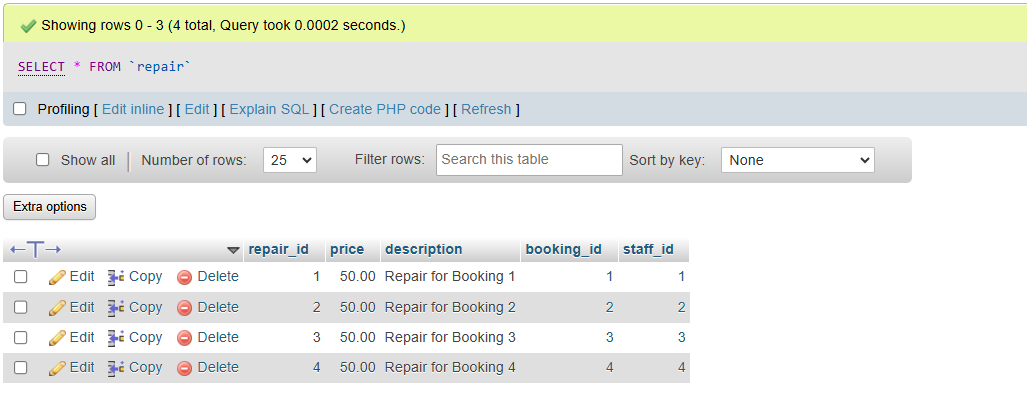 Showing rows 0 - 3 (4 total, Query took 0.0002 seconds.)
SELECT * FROM `repair`
Profiling [ Edit inline ] [ Edit ] [ Explain SQL ] [ Create PHP code ] [ Refresh ]
Show all | Number of rows: 25 Filter rows: Search this table Sort by key: None
Extra options
←T→ repair_id price description booking_id staff_id
Edit Copy Delete 1 50.00 Repair for Booking 1 1 1
Edit Copy Delete 2 50.00 Repair for Booking 2 2 2
Edit Copy Delete 3 50.00 Repair for Booking 3 3 3
Edit Copy Delete 4 50.00 Repair for Booking 4 4 4